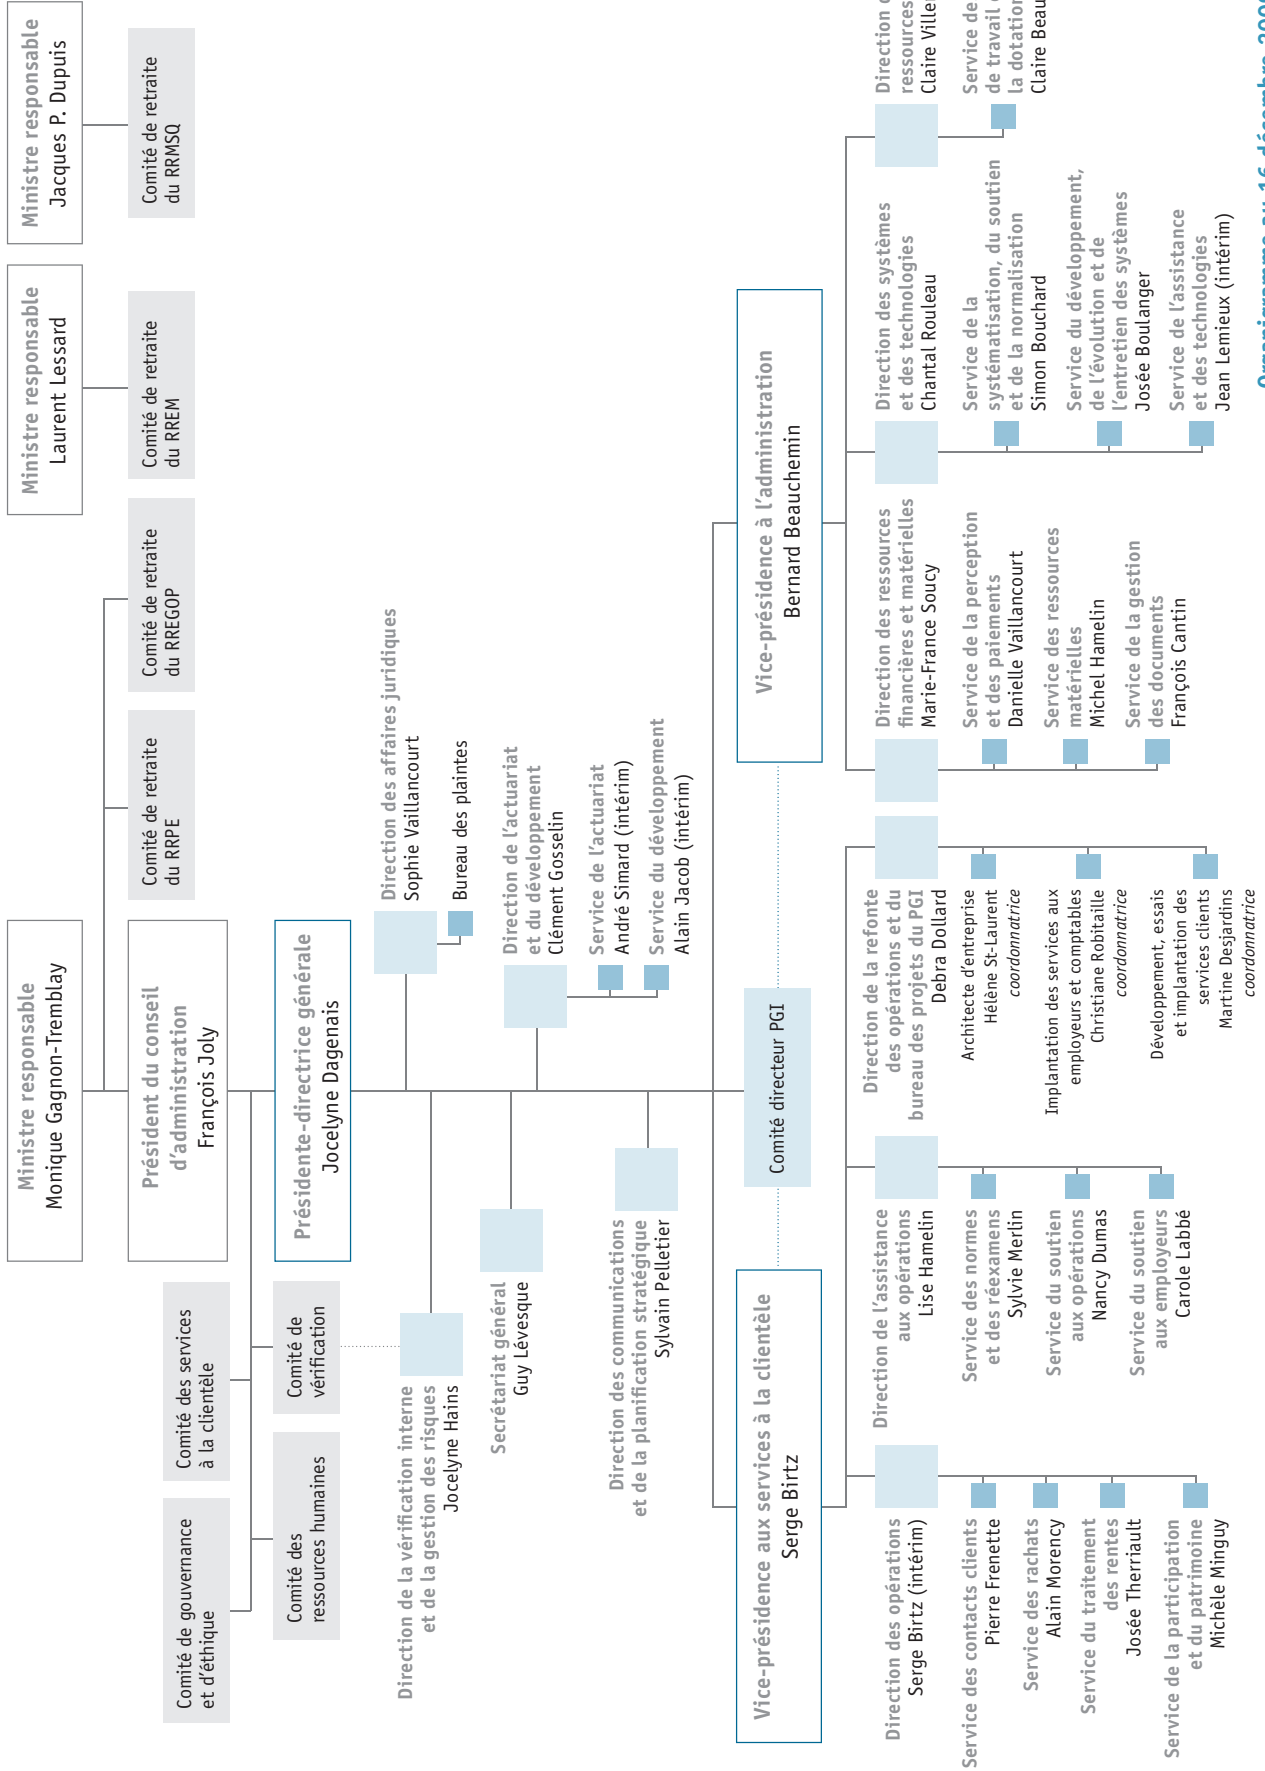 Ministre responsable
Monique Gagnon-Tremblay
Ministre responsable
Laurent Lessard
Ministre responsable
Jacques P. Dupuis
Président du conseil
d'administration
François Joly
Comité de retraite
du RRPE
Comité de retraite
du RREGOP
Comité de retraite
du RREM
Comité de retraite
du RRMSQ
Comité de gouvernance
et d'éthique
Comité des services
à la clientèle
Comité des
ressources humaines
Comité de
vérification
Présidente-directrice générale
Jocelyne Dagenais
Direction de la vérification interne
et de la gestion des risques
Jocelyne Hains
Direction des affaires juridiques
Sophie Vaillancourt
Bureau des plaintes
Secrétariat général
Guy Lévesque
Direction de l'actuariat
et du développement
Clément Gosselin
Service de l'actuariat
André Simard (intérim)
Service du développement
Alain Jacob (intérim)
Direction des communications
et de la planification stratégique
Sylvain Pelletier
Vice-présidence aux services à la clientèle
Serge Birtz
Comité directeur PGI
Vice-présidence à l'administration
Bernard Beauchemin
Direction des opérations
Serge Birtz (intérim)
Service des contacts clients
Pierre Frenette
Service des rachats
Alain Morency
Service du traitement
des rentes
Josée Therriault
Service de la participation
et du patrimoine
Michèle Minguy
Direction de l'assistance
aux opérations
Lise Hamelin
Service des normes
et des réexamens
Sylvie Merlin
Service du soutien
aux opérations
Nancy Dumas
Service du soutien
aux employeurs
Carole Labbé
Direction de la refonte
des opérations et du
bureau des projets du PGI
Debra Dollard
Architecte d'entreprise
Hélène St-Laurent
coordonnatrice
Implantation des services aux
employeurs et comptables
Christiane Robitaille
coordonnatrice
Développement, essais
et implantation des
services clients
Martine Desjardins
coordonnatrice
Direction des ressources
financières et matérielles
Marie-France Soucy
Service de la perception
et des paiements
Danielle Vaillancourt
Service des ressources
matérielles
Michel Hamelin
Service de la gestion
des documents
François Cantin
Direction des systèmes
et des technologies
Chantal Rouleau
Service de la
systématisation, du soutien
et de la normalisation
Simon Bouchard
Service du développement,
de l'évolution et de
l'entretien des systèmes
Josée Boulanger
Service de l'assistance
et des technologies
Jean Lemieux (intérim)
Direction
ressources
Claire
Service de
de travail
la dotation
Claire
Organigramme au 16 décembre